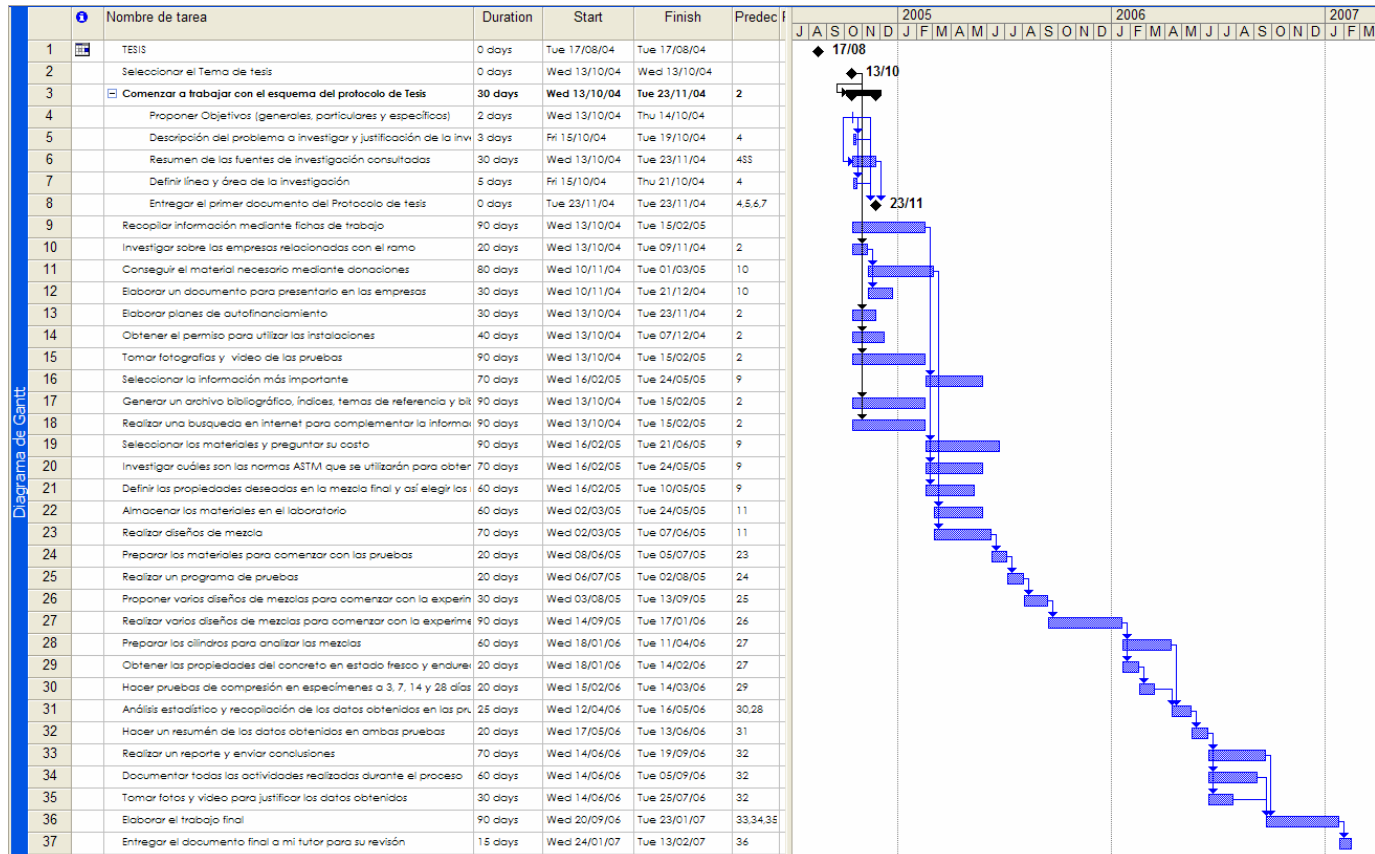 Nombre de tarea Duration Start Finish Predec
2005 2006 2007
J A S O N D J F M A M J J A S O N D J F M A M J J A S O N D J F M
1 TESIS 0 days Tue 17/08/04 Tue 17/08/04 17/08
2 Seleccionar el Tema de tesis 0 days Wed 13/10/04 Wed 13/10/04 13/10
3 Comenzar a trabajar con el esquema del protocolo de Tesis 30 days Wed 13/10/04 Tue 23/11/04 2
4 Proponer Objetivos (generales, particulares y específicos) 2 days Wed 13/10/04 Thu 14/10/04
5 Descripción del problema a investigar y justificación de la inve 3 days Fri 15/10/04 Tue 19/10/04 4
6 Resumen de las fuentes de investigación consultadas 30 days Wed 13/10/04 Tue 23/11/04 4SS
7 Definir línea y área de la investigación 5 days Fri 15/10/04 Thu 21/10/04 4
8 Entregar el primer documento del Protocolo de tesis 0 days Tue 23/11/04 Tue 23/11/04 4,5,6,7 23/11
9 Recopilar información mediante fichas de trabajo 90 days Wed 13/10/04 Tue 15/02/05
10 Investigar sobre las empresas relacionadas con el ramo 20 days Wed 13/10/04 Tue 09/11/04 2
11 Conseguir el material necesario mediante donaciones 80 days Wed 10/11/04 Tue 01/03/05 10
12 Elaborar un documento para presentarlo en las empresas 30 days Wed 10/11/04 Tue 21/12/04 10
13 Elaborar planes de autofinanciamiento 30 days Wed 13/10/04 Tue 23/11/04 2
14 Obtener el permiso para utilizar las instalaciones 40 days Wed 13/10/04 Tue 07/12/04 2
15 Tomar fotografias y video de las pruebas 90 days Wed 13/10/04 Tue 15/02/05 2
16 Seleccionar la información más importante 70 days Wed 16/02/05 Tue 24/05/05 9
17 Generar un archivo bibliográfico, índices, temas de referencia y bib 90 days Wed 13/10/04 Tue 15/02/05 2
18 Realizar una busqueda en internet para complementar la informac 90 days Wed 13/10/04 Tue 15/02/05 2
19 Seleccionar los materiales y preguntar su costo 90 days Wed 16/02/05 Tue 21/06/05 9
20 Investigar cuáles son las normas ASTM que se utilizarán para obten 70 days Wed 16/02/05 Tue 24/05/05 9
21 Definir las propiedades deseadas en la mezcla final y así elegir los 60 days Wed 16/02/05 Tue 10/05/05 9
22 Almacenar los materiales en el laboratorio 60 days Wed 02/03/05 Tue 24/05/05 11
23 Realizar diseños de mezcla 70 days Wed 02/03/05 Tue 07/06/05 11
24 Preparar los materiales para comenzar con las pruebas 20 days Wed 08/06/05 Tue 05/07/05 23
25 Realizar un programa de pruebas 20 days Wed 06/07/05 Tue 02/08/05 24
26 Proponer varios diseños de mezclas para comenzar con la experin 30 days Wed 03/08/05 Tue 13/09/05 25
27 Realizar varios diseños de mezclas para comenzar con la experime 90 days Wed 14/09/05 Tue 17/01/06 26
28 Preparar los cilindros para analizar las mezclas 60 days Wed 18/01/06 Tue 11/04/06 27
29 Obtener las propiedades del concreto en estado fresco y endurec 20 days Wed 18/01/06 Tue 14/02/06 27
30 Hacer pruebas de compresión en especímenes a 3, 7, 14 y 28 días 20 days Wed 15/02/06 Tue 14/03/06 29
31 Análisis estadístico y recopilación de los datos obtenidos en las pru 25 days Wed 12/04/06 Tue 16/05/06 30,28
32 Hacer un resumén de los datos obtenidos en ambas pruebas 20 days Wed 17/05/06 Tue 13/06/06 31
33 Realizar un reporte y enviar conclusiones 70 days Wed 14/06/06 Tue 19/09/06 32
34 Documentar todas las actividades realizadas durante el proceso 60 days Wed 14/06/06 Tue 05/09/06 32
35 Tomar fotos y video para justificar los datos obtenidos 30 days Wed 14/06/06 Tue 25/07/06 32
36 Elaborar el trabajo final 90 days Wed 20/09/06 Tue 23/01/07 33,34,35
37 Entregar el documento final a mi tutor para su revisón 15 days Wed 24/01/07 Tue 13/02/07 36
Diagrama de Gantt